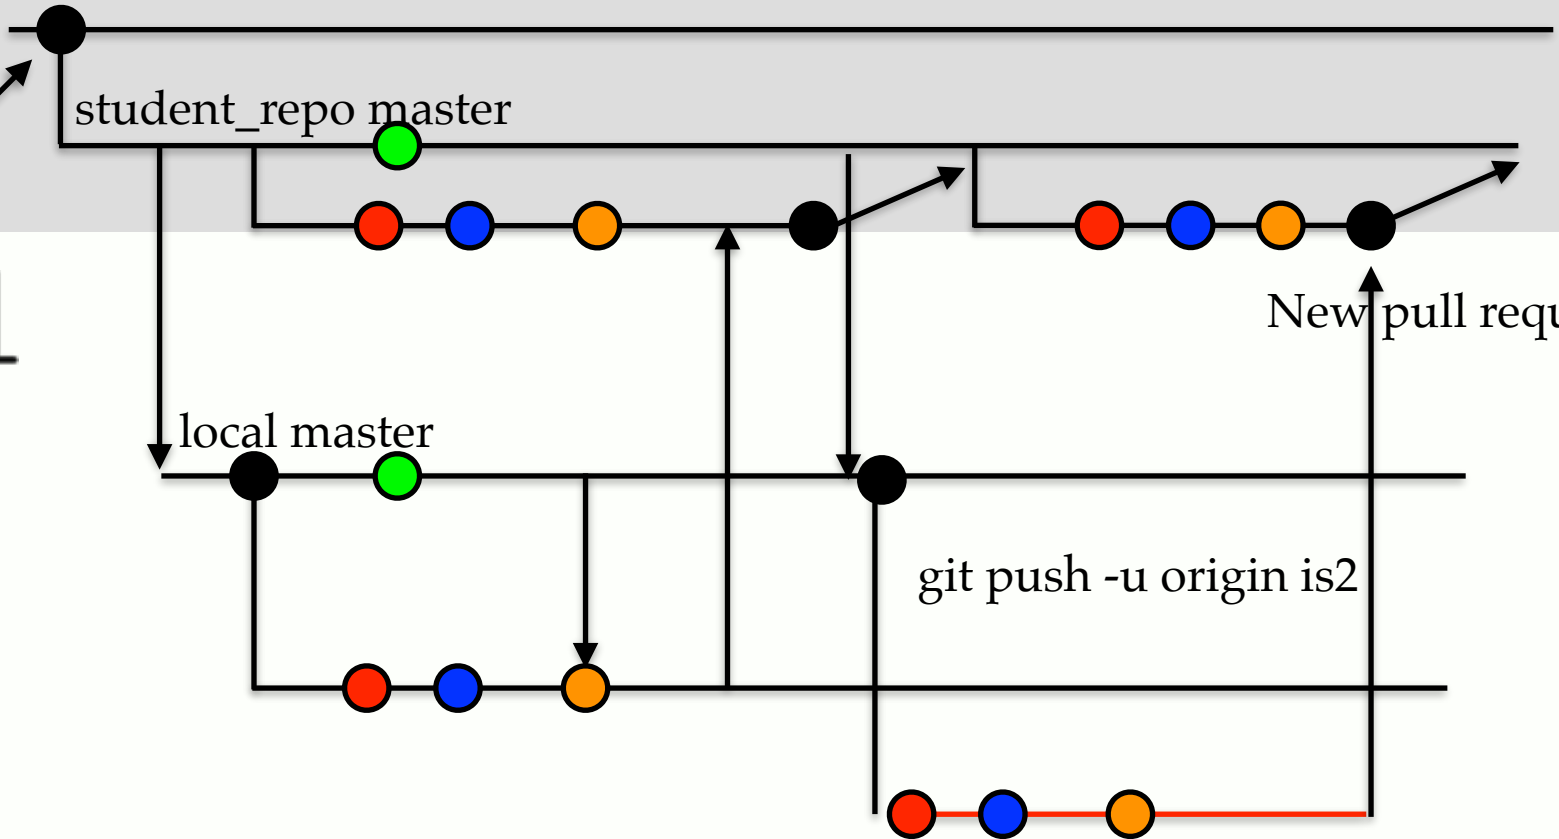 student_repo master
New pull requ
local master
git push -u origin is2